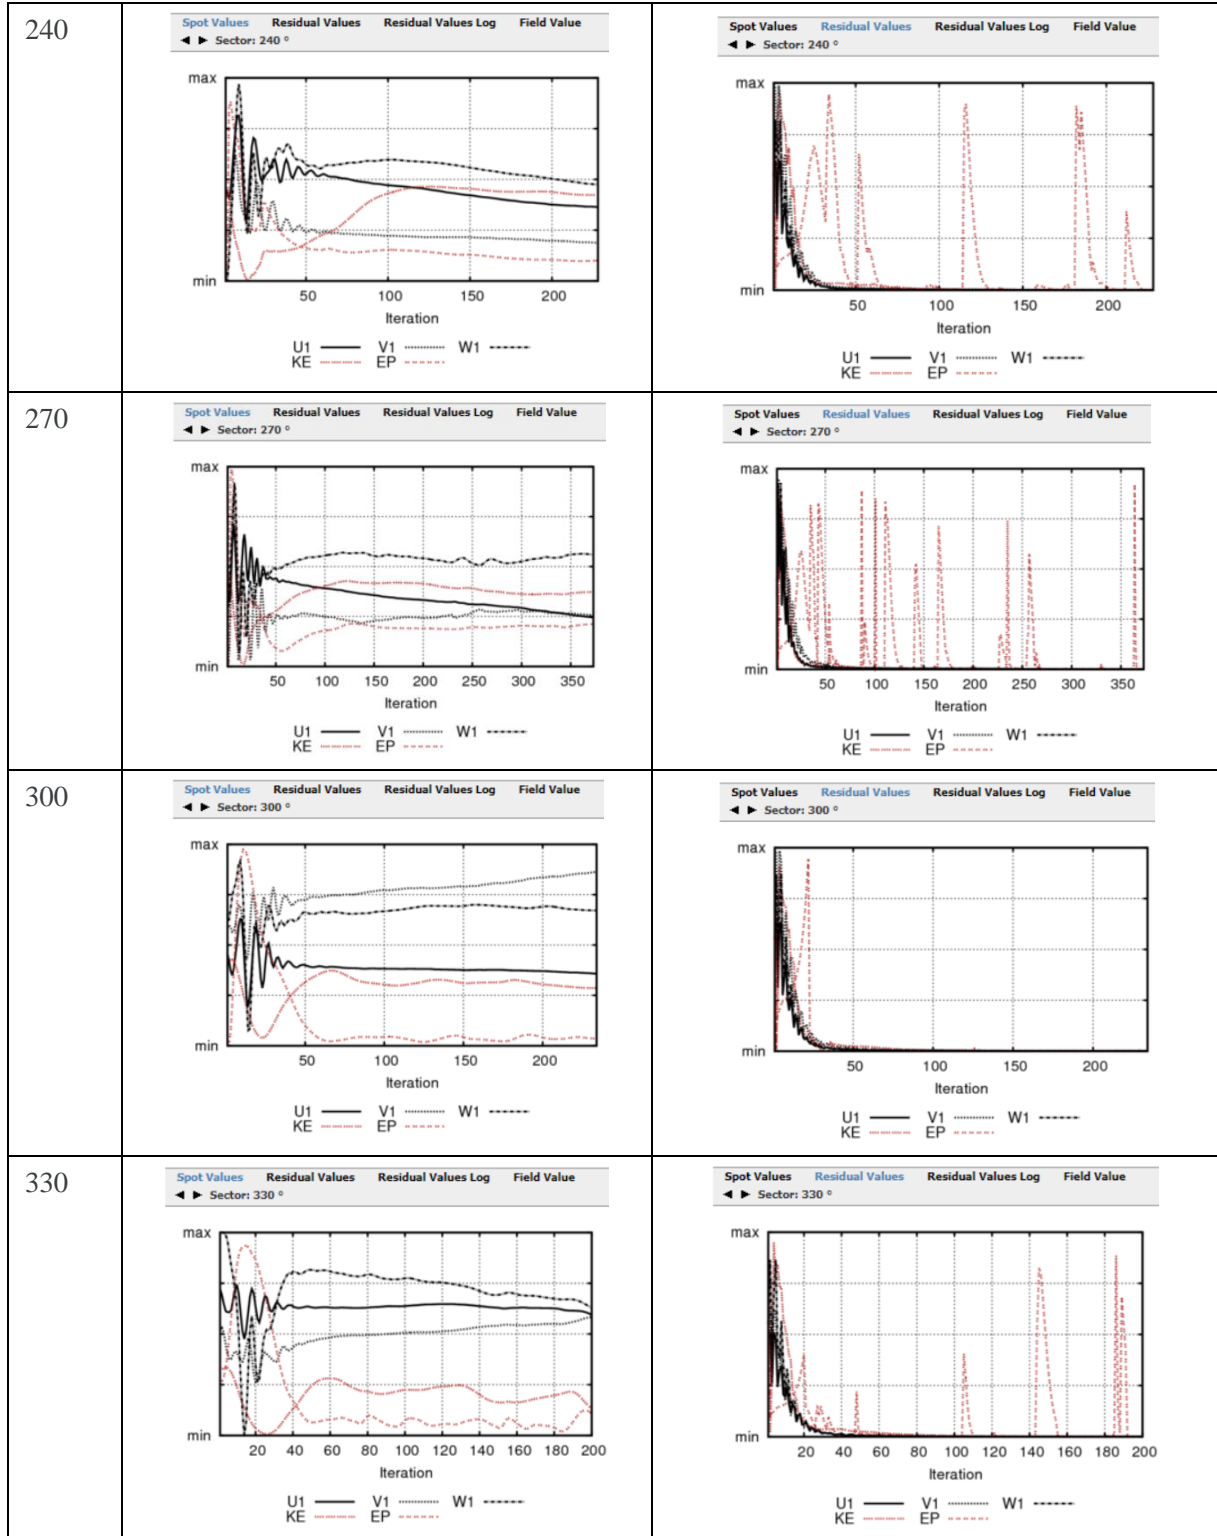 240
Spot Values Residual Values Residual Values Log Field Value
◄ ► Sector: 240 °
max
min
50 100 150 200
Iteration
U1 V1 W1
KE EP
Spot Values Residual Values Residual Values Log Field Value
◄ ► Sector: 240 °
max
min
50 100 150 200
Iteration
U1 V1 W1
KE EP
270
Spot Values Residual Values Residual Values Log Field Value
◄ ► Sector: 270 °
max
min
50 100 150 200 250 300 350
Iteration
U1 V1 W1
KE EP
Spot Values Residual Values Residual Values Log Field Value
◄ ► Sector: 270 °
max
min
50 100 150 200 250 300 350
Iteration
U1 V1 W1
KE EP
300
Spot Values Residual Values Residual Values Log Field Value
◄ ► Sector: 300 °
max
min
50 100 150 200
Iteration
U1 V1 W1
KE EP
Spot Values Residual Values Residual Values Log Field Value
◄ ► Sector: 300 °
max
min
50 100 150 200
Iteration
U1 V1 W1
KE EP
330
Spot Values Residual Values Residual Values Log Field Value
◄ ► Sector: 330 °
max
min
20 40 60 80 100 120 140 160 180 200
Iteration
U1 V1 W1
KE EP
Spot Values Residual Values Residual Values Log Field Value
◄ ► Sector: 330 °
max
min
20 40 60 80 100 120 140 160 180 200
Iteration
U1 V1 W1
KE EP